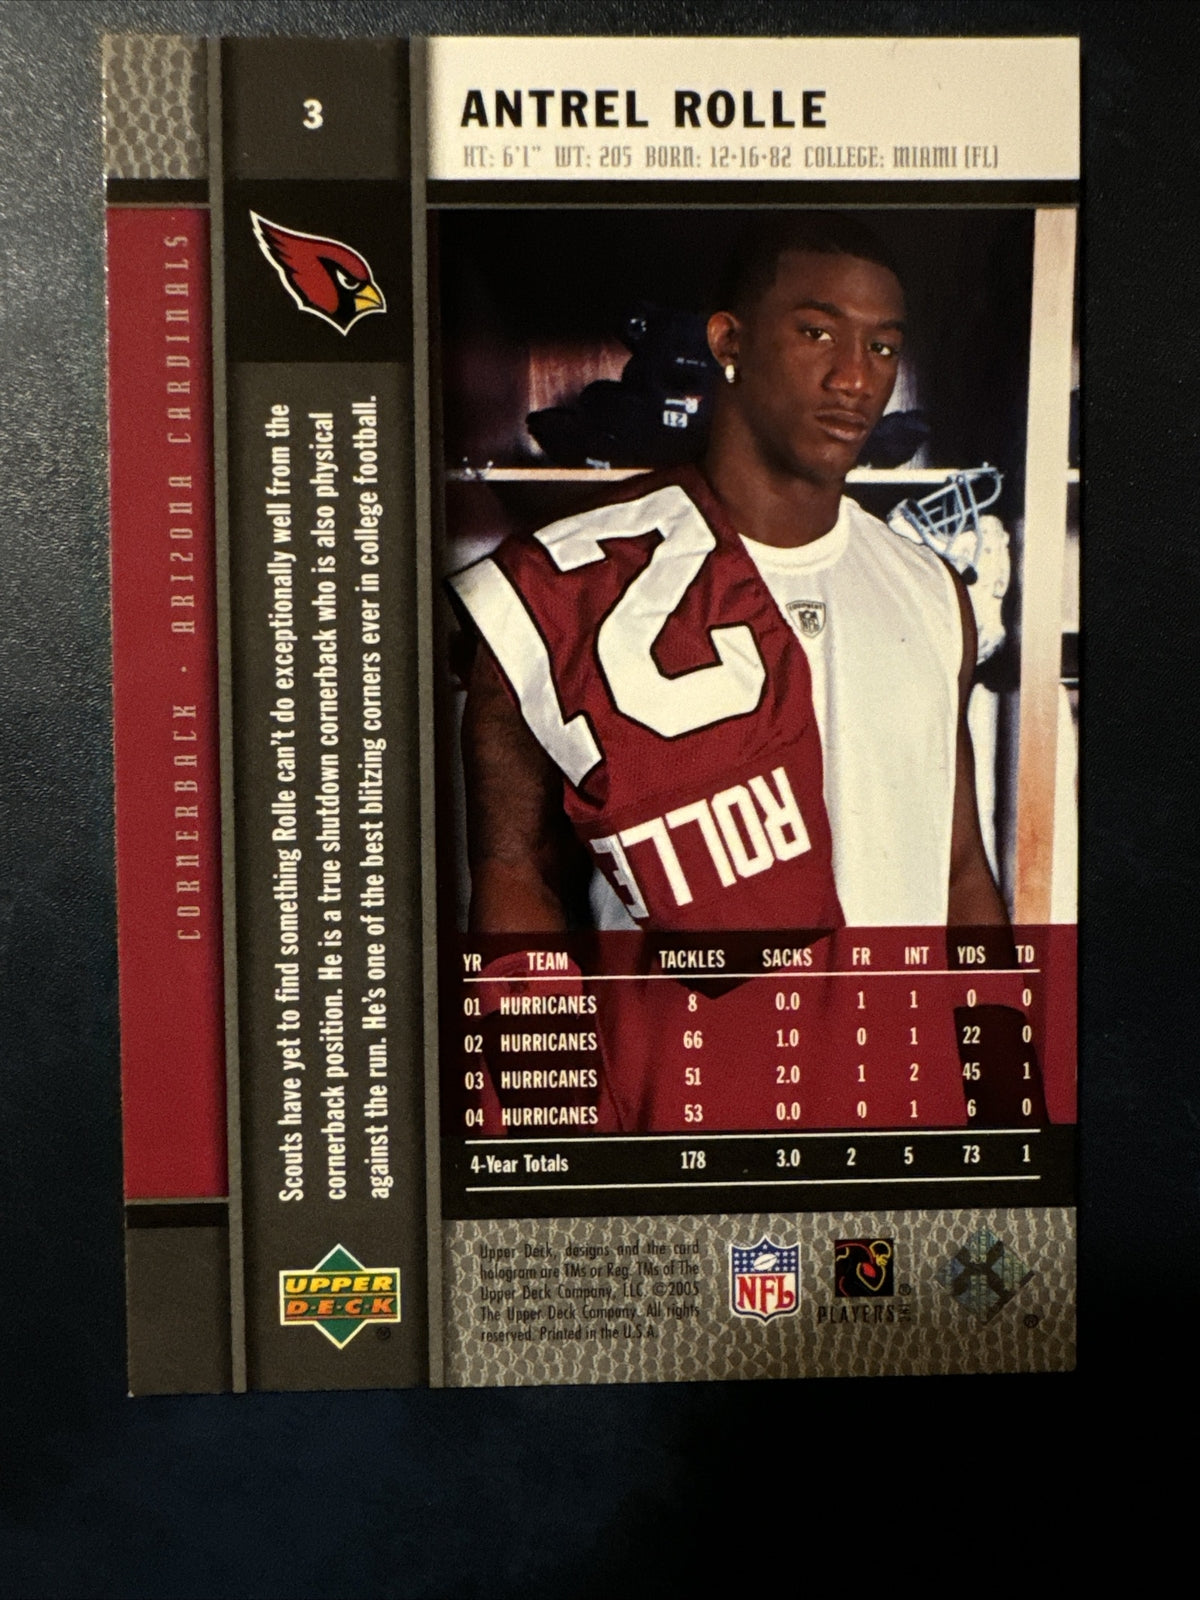 3
ANTREL ROLLE
HT: 6'1" WT: 205 BORN: 12·16·82 COLLEGE: MIAMI (FL)
CORNERBACK · ARIZONA CARDINALS
Scouts have yet to find something Rolle can't do exceptionally well from the
cornerback position. He is a true shutdown cornerback who is also physical
against the run. He's one of the best blitzing corners ever in college football.
21
2
ROLLE
EQUIPMENT
NFL
YR TEAM TACKLES SACKS FR INT YDS TD
01 HURRICANES 8 0.0 1 1 0 0
02 HURRICANES 66 1.0 0 1 22 0
03 HURRICANES 51 2.0 1 2 45 1
04 HURRICANES 53 0.0 0 1 6 0
4-Year Totals 178 3.0 2 5 73 1
UPPER
D·E·C·K
®
Upper Deck, designs and the card
hologram are TMs or Reg. TMs of The
Upper Deck Company, LLC. ©2005
The Upper Deck Company. All rights
reserved. Printed in the U.S.A.
NFL
®
PLAYERS INC
®